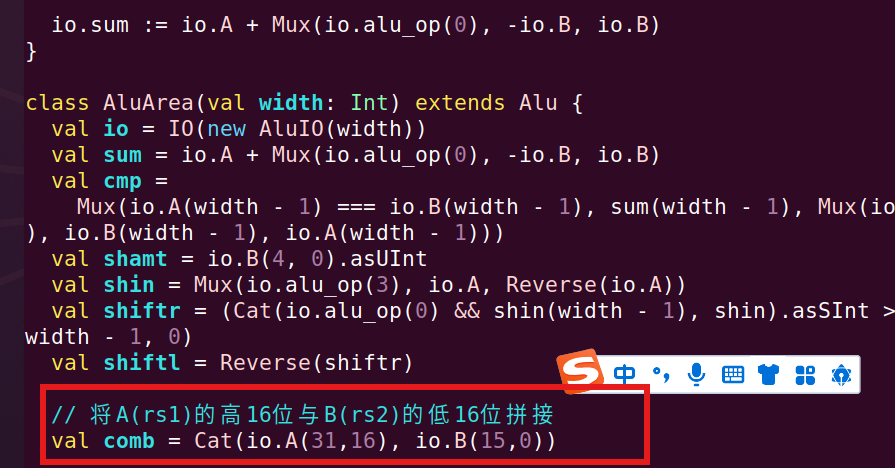 io.sum := io.A + Mux(io.alu_op(0), -io.B, io.B)
}
class AluArea(val width: Int) extends Alu {
val io = IO(new AluIO(width))
val sum = io.A + Mux(io.alu_op(0), -io.B, io.B)
val cmp =
Mux(io.A(width - 1) === io.B(width - 1), sum(width - 1), Mux(io
), io.B(width - 1), io.A(width - 1)))
val shamt = io.B(4, 0).asUInt
val shin = Mux(io.alu_op(3), io.A, Reverse(io.A))
val shiftr = (Cat(io.alu_op(0) && shin(width - 1), shin).asSInt >
width - 1, 0)
val shiftl = Reverse(shiftr)
S 中
// 将A(rs1)的高16位与B(rs2)的低16位拼接
val comb = Cat(io.A(31,16), io.B(15,0))